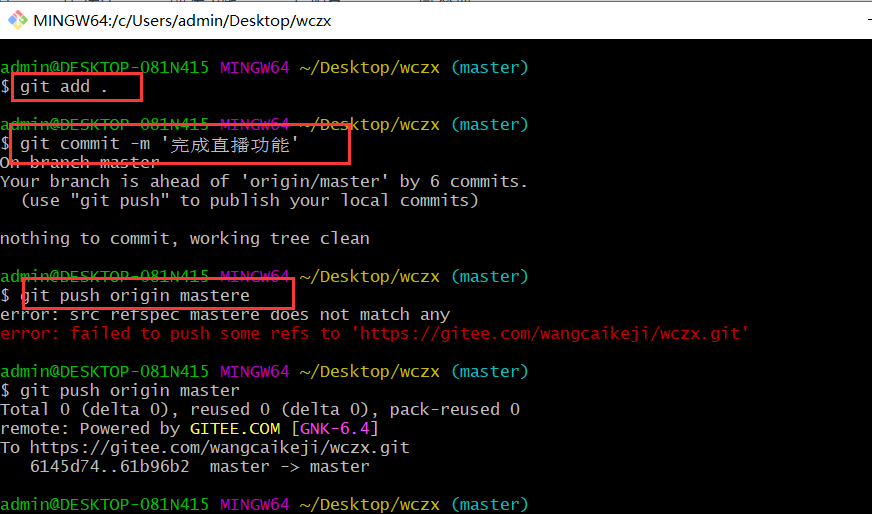 MINGW64:/c/Users/admin/Desktop/wczx
admin@DESKTOP-081N415 MINGW64 ~/Desktop/wczx (master)
$ git add .
admin@DESKTOP-081N415 MINGW64 ~/Desktop/wczx (master)
$ git commit -m '完成直播功能'
On branch master
Your branch is ahead of 'origin/master' by 6 commits.
(use "git push" to publish your local commits)
nothing to commit, working tree clean
admin@DESKTOP-081N415 MINGW64 ~/Desktop/wczx (master)
$ git push origin mastere
error: src refspec mastere does not match any
error: failed to push some refs to 'https://gitee.com/wangcaikeji/wczx.git'
admin@DESKTOP-081N415 MINGW64 ~/Desktop/wczx (master)
$ git push origin master
Total 0 (delta 0), reused 0 (delta 0), pack-reused 0
remote: Powered by GITEE.COM [GNK-6.4]
To https://gitee.com/wangcaikeji/wczx.git
6145d74..61b96b2 master -> master
admin@DESKTOP-081N415 MINGW64 ~/Desktop/wczx (master)